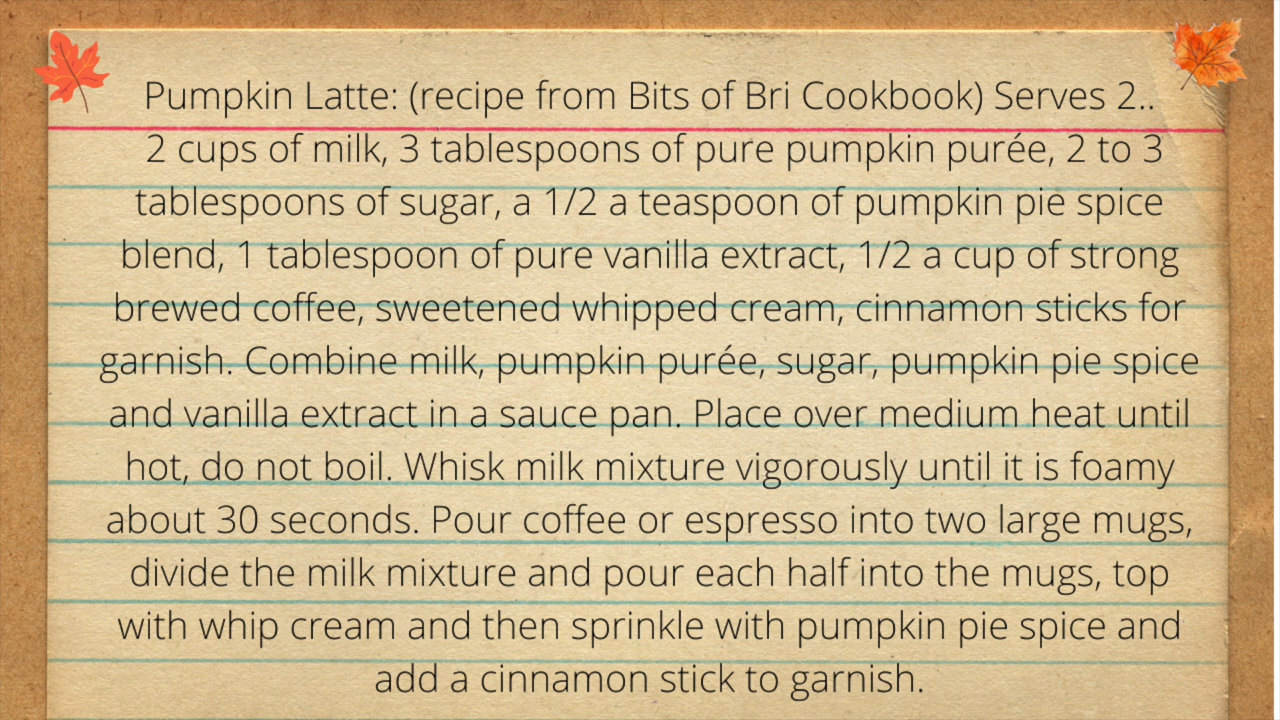 Pumpkin Latte: (recipe from Bits of Bri Cookbook) Serves 2..
2 cups of milk, 3 tablespoons of pure pumpkin purée, 2 to 3
tablespoons of sugar, a 1/2 a teaspoon of pumpkin pie spice
blend, 1 tablespoon of pure vanilla extract, 1/2 a cup of strong
brewed coffee, sweetened whipped cream, cinnamon sticks for
garnish. Combine milk, pumpkin purée, sugar, pumpkin pie spice
and vanilla extract in a sauce pan. Place over medium heat until
hot, do not boil. Whisk milk mixture vigorously until it is foamy
about 30 seconds. Pour coffee or espresso into two large mugs,
divide the milk mixture and pour each half into the mugs, top
with whip cream and then sprinkle with pumpkin pie spice and
add a cinnamon stick to garnish.